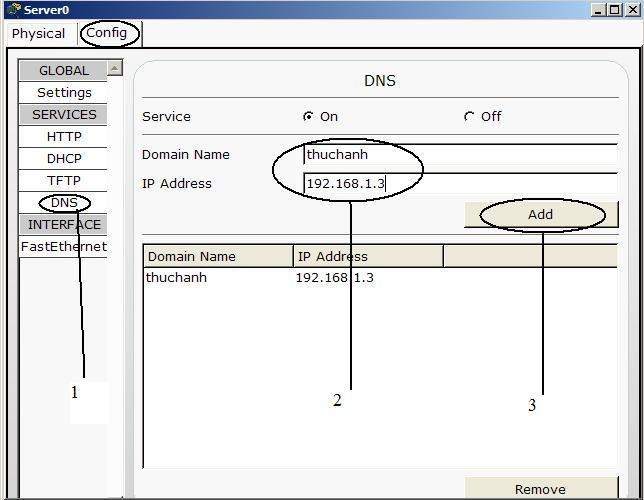 Server0
Physical Config
GLOBAL
Settings
SERVICES
HTTP
DHCP
TFTP
DNS
INTERFACE
FastEthernet
DNS
Service On Off
Domain Name thuchanh
IP Address 192.168.1.3
Add
Domain Name IP Address
thuchanh 192.168.1.3
1
2
3
Remove